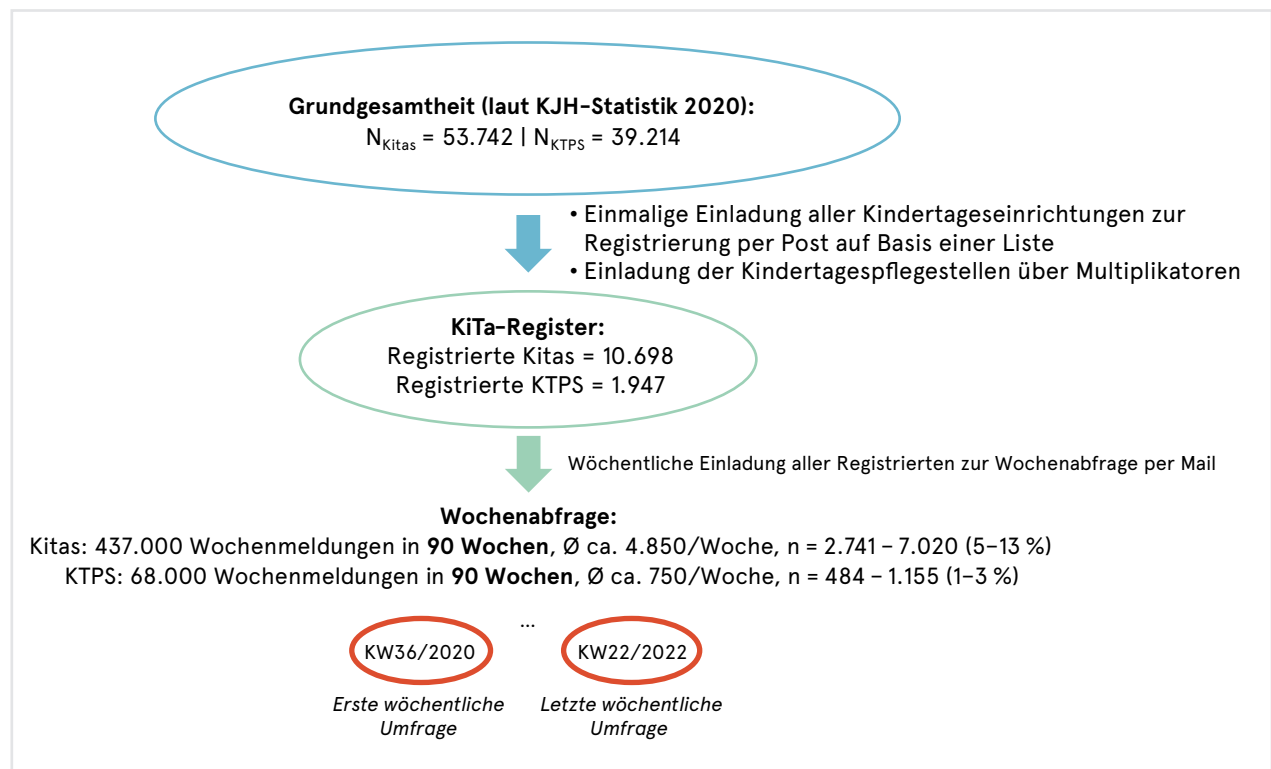 Grundgesamtheit (laut KJH-Statistik 2020):
N_Kitas = 53.742 | N_KTPS = 39.214
• Einmalige Einladung aller Kindertageseinrichtungen zur
Registrierung per Post auf Basis einer Liste
• Einladung der Kindertagespflegestellen über Multiplikatoren
KiTa-Register:
Registrierte Kitas = 10.698
Registrierte KTPS = 1.947
Wöchentliche Einladung aller Registrierten zur Wochenabfrage per Mail
Wochenabfrage:
Kitas: 437.000 Wochenmeldungen in 90 Wochen, Ø ca. 4.850/Woche, n = 2.741 – 7.020 (5–13 %)
KTPS: 68.000 Wochenmeldungen in 90 Wochen, Ø ca. 750/Woche, n = 484 – 1.155 (1–3 %)
KW36/2020 ... KW22/2022
Erste wöchentliche Umfrage
Letzte wöchentliche Umfrage